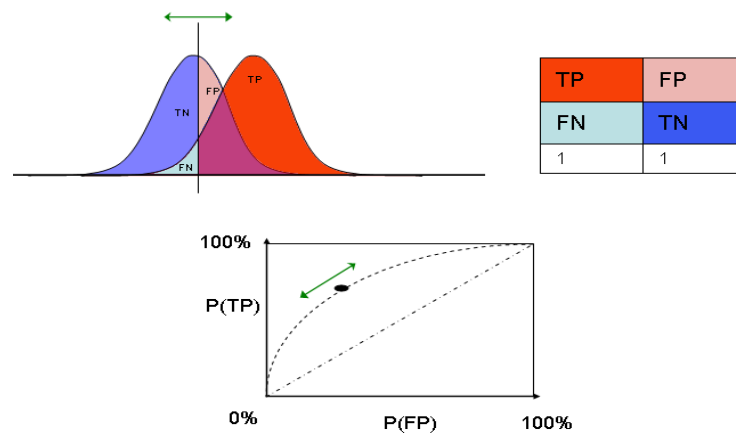 TP
FP
TN
FN
TP FP
FN TN
1 1
100%
P(TP)
0%
P(FP)
100%